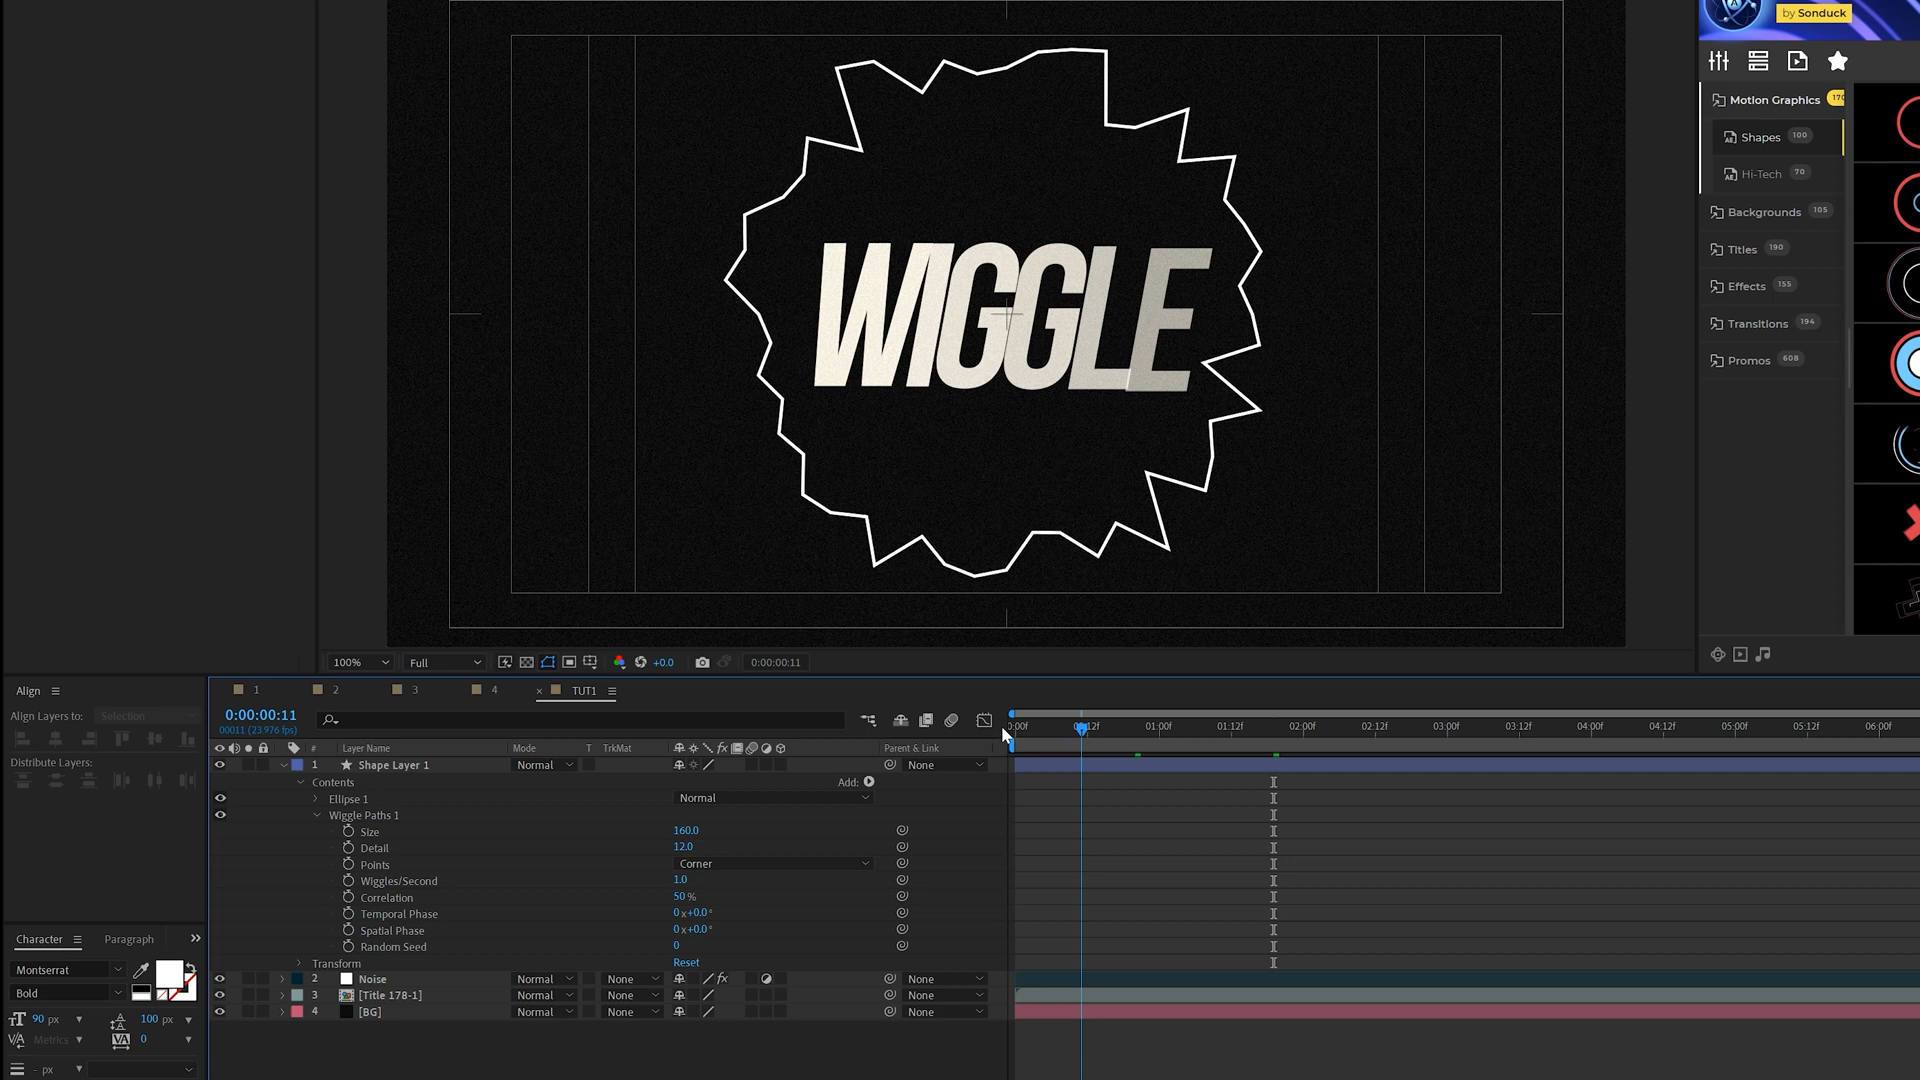 by Sonduck
Motion Graphics
Shapes 100
Hi-Tech 70
Backgrounds 105
Titles 190
Effects 155
Transitions 194
Promos 608
WIGGLE
100% Full +0.0 0:00:00:11
Align
Align Layers to: Selection
Distribute Layers:
1 2 3 4 × TUT1
0:00:00:11
00011 (23.976 fps)
01:00f 01:12f 02:00f 02:12f 03:00f 03:12f 04:00f 04:12f 05:00f 05:12f 06:00f
# Layer Name Mode T TrkMat fx Parent & Link
1 Shape Layer 1 Normal None
Contents Add:
Ellipse 1 Normal
Wiggle Paths 1
Size 160.0
Detail 12.0
Points Corner
Wiggles/Second 1.0
Correlation 50 %
Temporal Phase 0 x+0.0°
Spatial Phase 0 x+0.0°
Random Seed 0
Transform Reset
2 Noise Normal None fx None
3 [Title 178-1] Normal None None
4 [BG] Normal None None
Character Paragraph
Montserrat
Bold
90 px 100 px
Metrics 0
- px